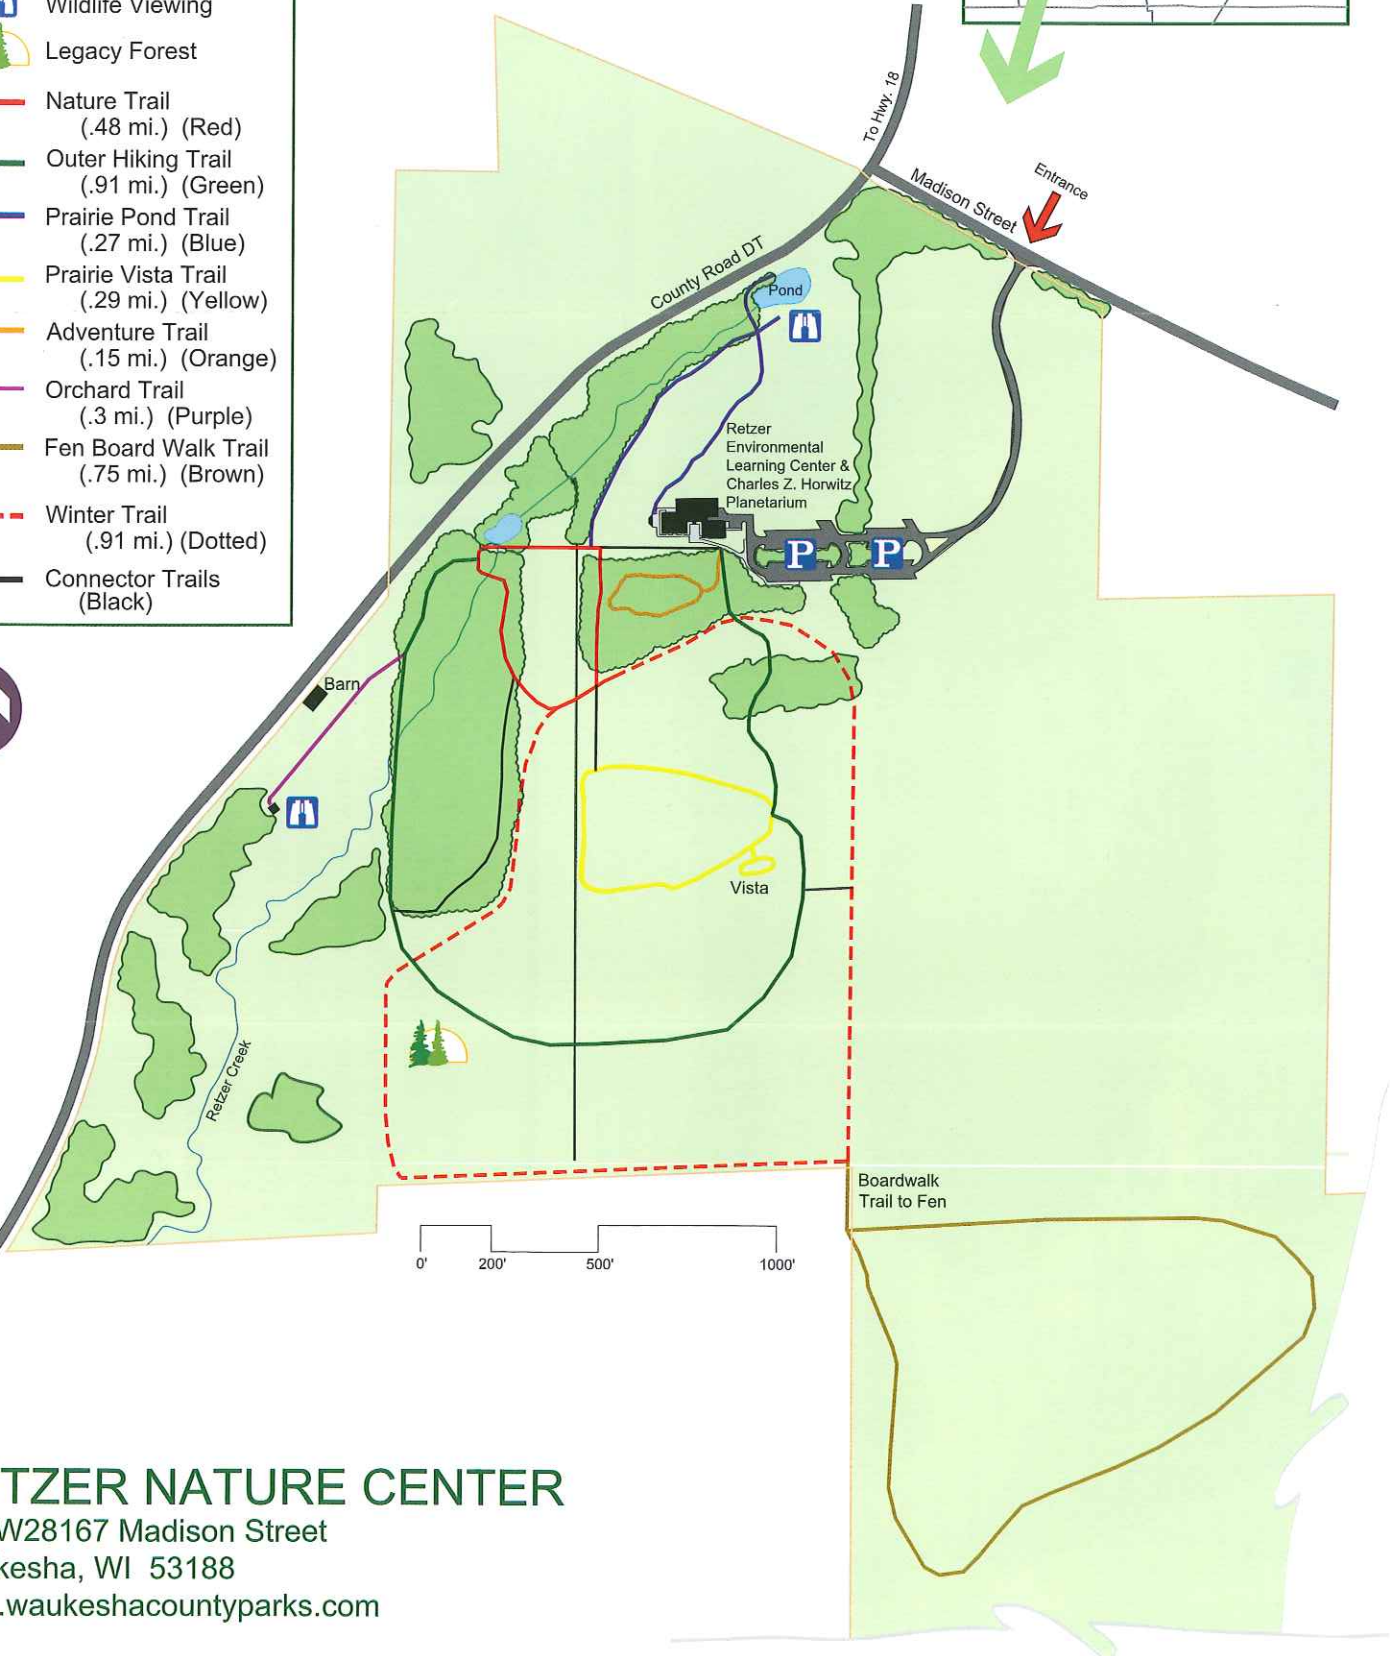 Wildlife Viewing
Legacy Forest
Nature Trail
(.48 mi.) (Red)
Outer Hiking Trail
(.91 mi.) (Green)
Prairie Pond Trail
(.27 mi.) (Blue)
Prairie Vista Trail
(.29 mi.) (Yellow)
Adventure Trail
(.15 mi.) (Orange)
Orchard Trail
(.3 mi.) (Purple)
Fen Board Walk Trail
(.75 mi.) (Brown)
Winter Trail
(.91 mi.) (Dotted)
Connector Trails
(Black)
To Hwy. 18
Madison Street
Entrance
County Road DT
Pond
Retzer
Environmental
Learning Center &
Charles Z. Horwitz
Planetarium
P
P
Barn
Vista
Retzer Creek
Boardwalk
Trail to Fen
0'
200'
500'
1000'
TZER NATURE CENTER
W28167 Madison Street
kesha, WI 53188
.waukeshacountyparks.com